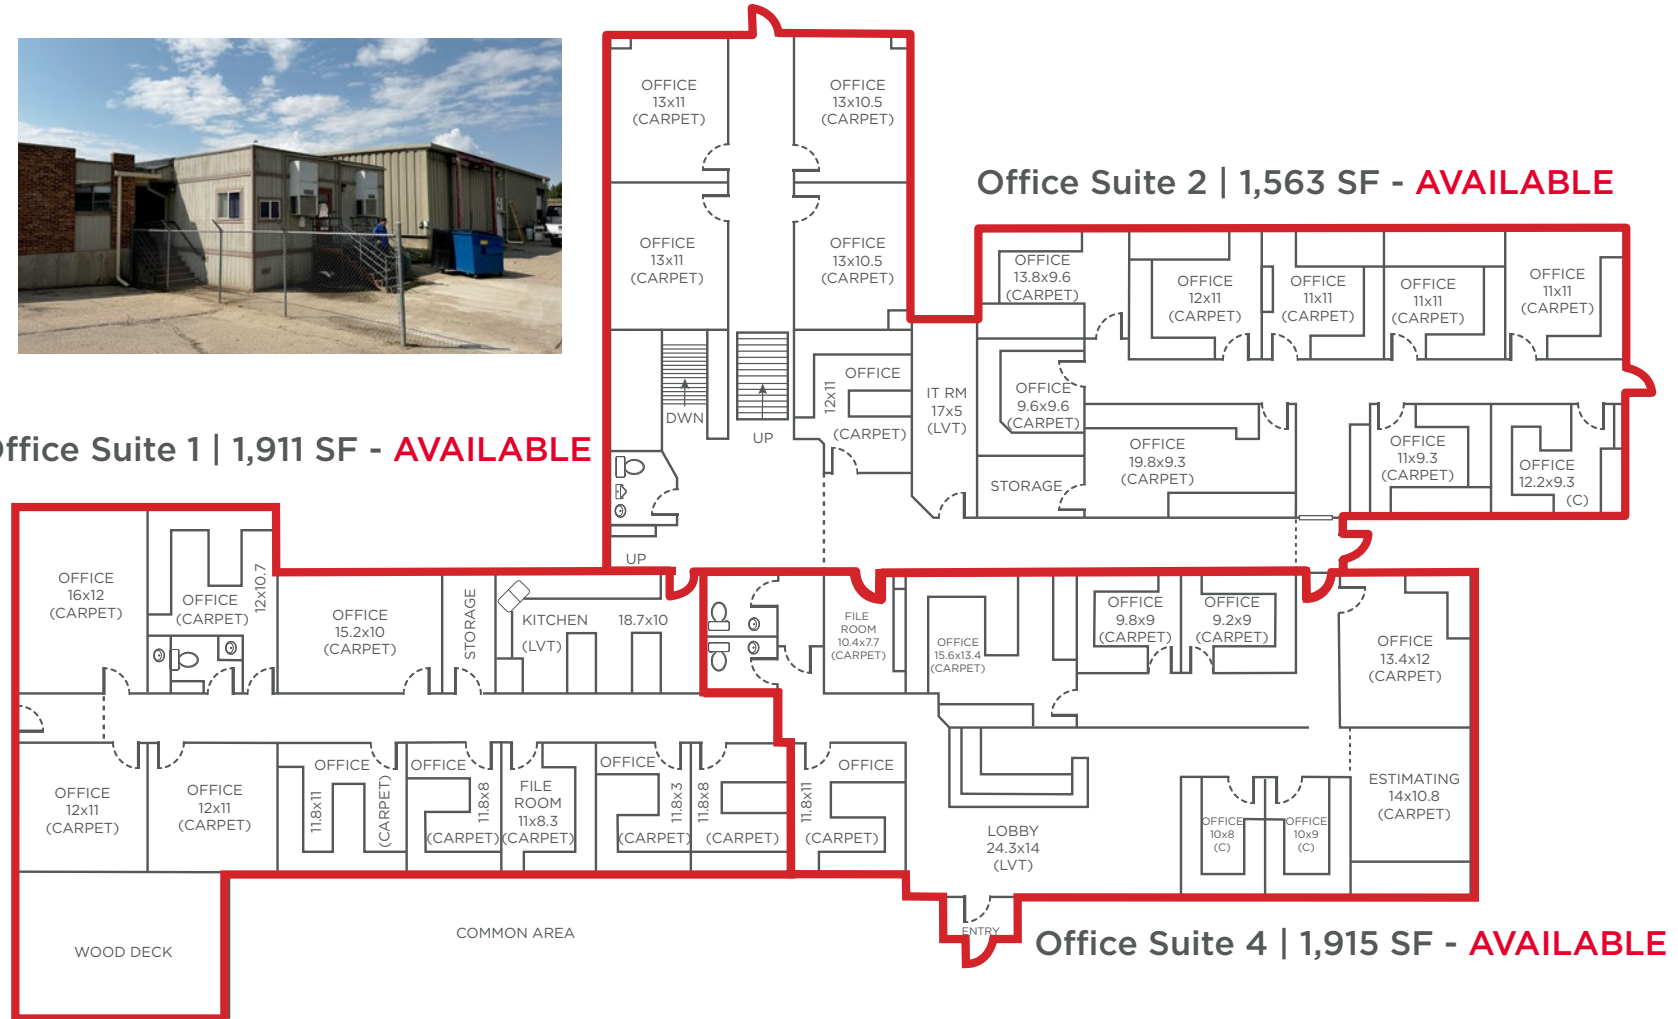 OFFICE
13x11
(CARPET)
OFFICE
13x10.5
(CARPET)
Office Suite 2 | 1,563 SF - AVAILABLE
OFFICE
13x11
(CARPET)
OFFICE
13x10.5
(CARPET)
OFFICE
13.8x9.6
(CARPET)
OFFICE
12x11
(CARPET)
OFFICE
11x11
(CARPET)
OFFICE
11x11
(CARPET)
OFFICE
11x11
(CARPET)
DWN
UP
OFFICE
12x11
(CARPET)
IT RM
17x5
(LVT)
OFFICE
9.6x9.6
(CARPET)
OFFICE
19.8x9.3
(CARPET)
OFFICE
11x9.3
(CARPET)
OFFICE
12.2x9.3
(C)
STORAGE
UP
Office Suite 1 | 1,911 SF - AVAILABLE
OFFICE
16x12
(CARPET)
OFFICE
(CARPET)
12x10.7
OFFICE
15.2x10
(CARPET)
STORAGE
KITCHEN
18.7x10
(LVT)
FILE
ROOM
10.4x7.7
(CARPET)
OFFICE
15.6x13.4
(CARPET)
OFFICE
9.8x9
(CARPET)
OFFICE
9.2x9
(CARPET)
OFFICE
13.4x12
(CARPET)
OFFICE
12x11
(CARPET)
OFFICE
12x11
(CARPET)
OFFICE
11.8x11
(CARPET)
OFFICE
11.8x8
(CARPET)
FILE
ROOM
11x8.3
(CARPET)
OFFICE
11.8x3
(CARPET)
11.8x8
(CARPET)
OFFICE
11.8x11
(CARPET)
LOBBY
24.3x14
(LVT)
OFFICE
10x8
(C)
OFFICE
10x9
(C)
ESTIMATING
14x10.8
(CARPET)
WOOD DECK
COMMON AREA
ENTRY
Office Suite 4 | 1,915 SF - AVAILABLE